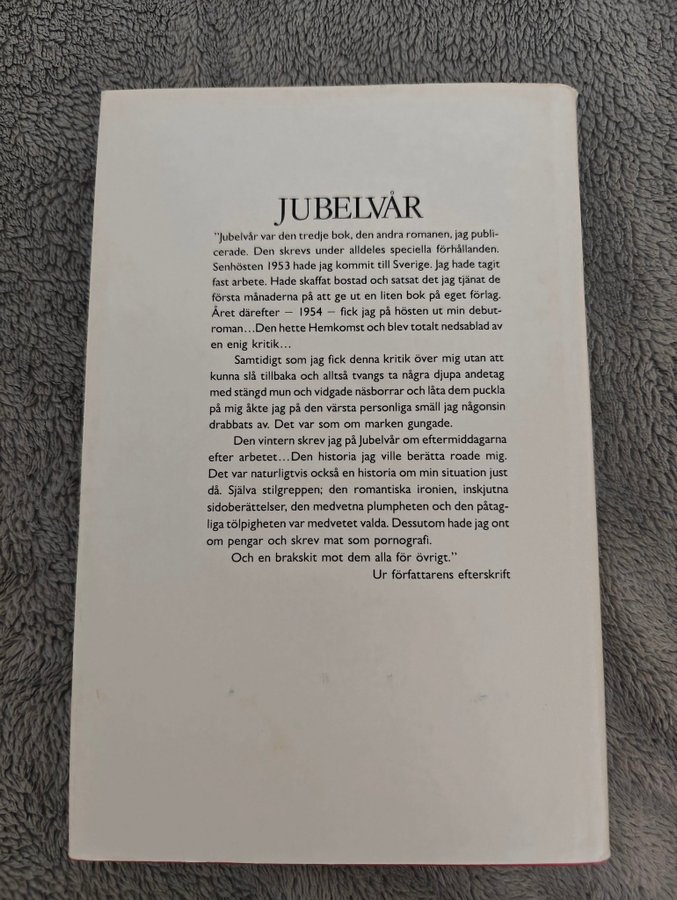 JUBELVÅR
"Jubelvår var den tredje bok, den andra romanen, jag publi-
cerade. Den skrevs under alldeles speciella förhållanden.
Senhösten 1953 hade jag kommit till Sverige. Jag hade tagit
fast arbete. Hade skaffat bostad och satsat det jag tjänat de
första månaderna på att ge ut en liten bok på eget förlag.
Året därefter – 1954 – fick jag på hösten ut min debut-
roman...Den hette Hemkomst och blev totalt nedsablad av
en enig kritik...
Samtidigt som jag fick denna kritik över mig utan att
kunna slå tillbaka och alltså tvangs ta några djupa andetag
med stängd mun och vidgade näsborrar och låta dem puckla
på mig åkte jag på den värsta personliga smäll jag någonsin
drabbats av. Det var som om marken gungade.
Den vintern skrev jag på Jubelvår om eftermiddagarna
efter arbetet...Den historia jag ville berätta roade mig.
Det var naturligtvis också en historia om min situation just
då. Själva stilgreppen; den romantiska ironien, inskjutna
sidoberättelser, den medvetna plumpheten och den påtag-
liga tölpigheten var medvetet valda. Dessutom hade jag ont
om pengar och skrev mat som pornografi.
Och en brakskit mot dem alla för övrigt."
Ur författarens efterskrift